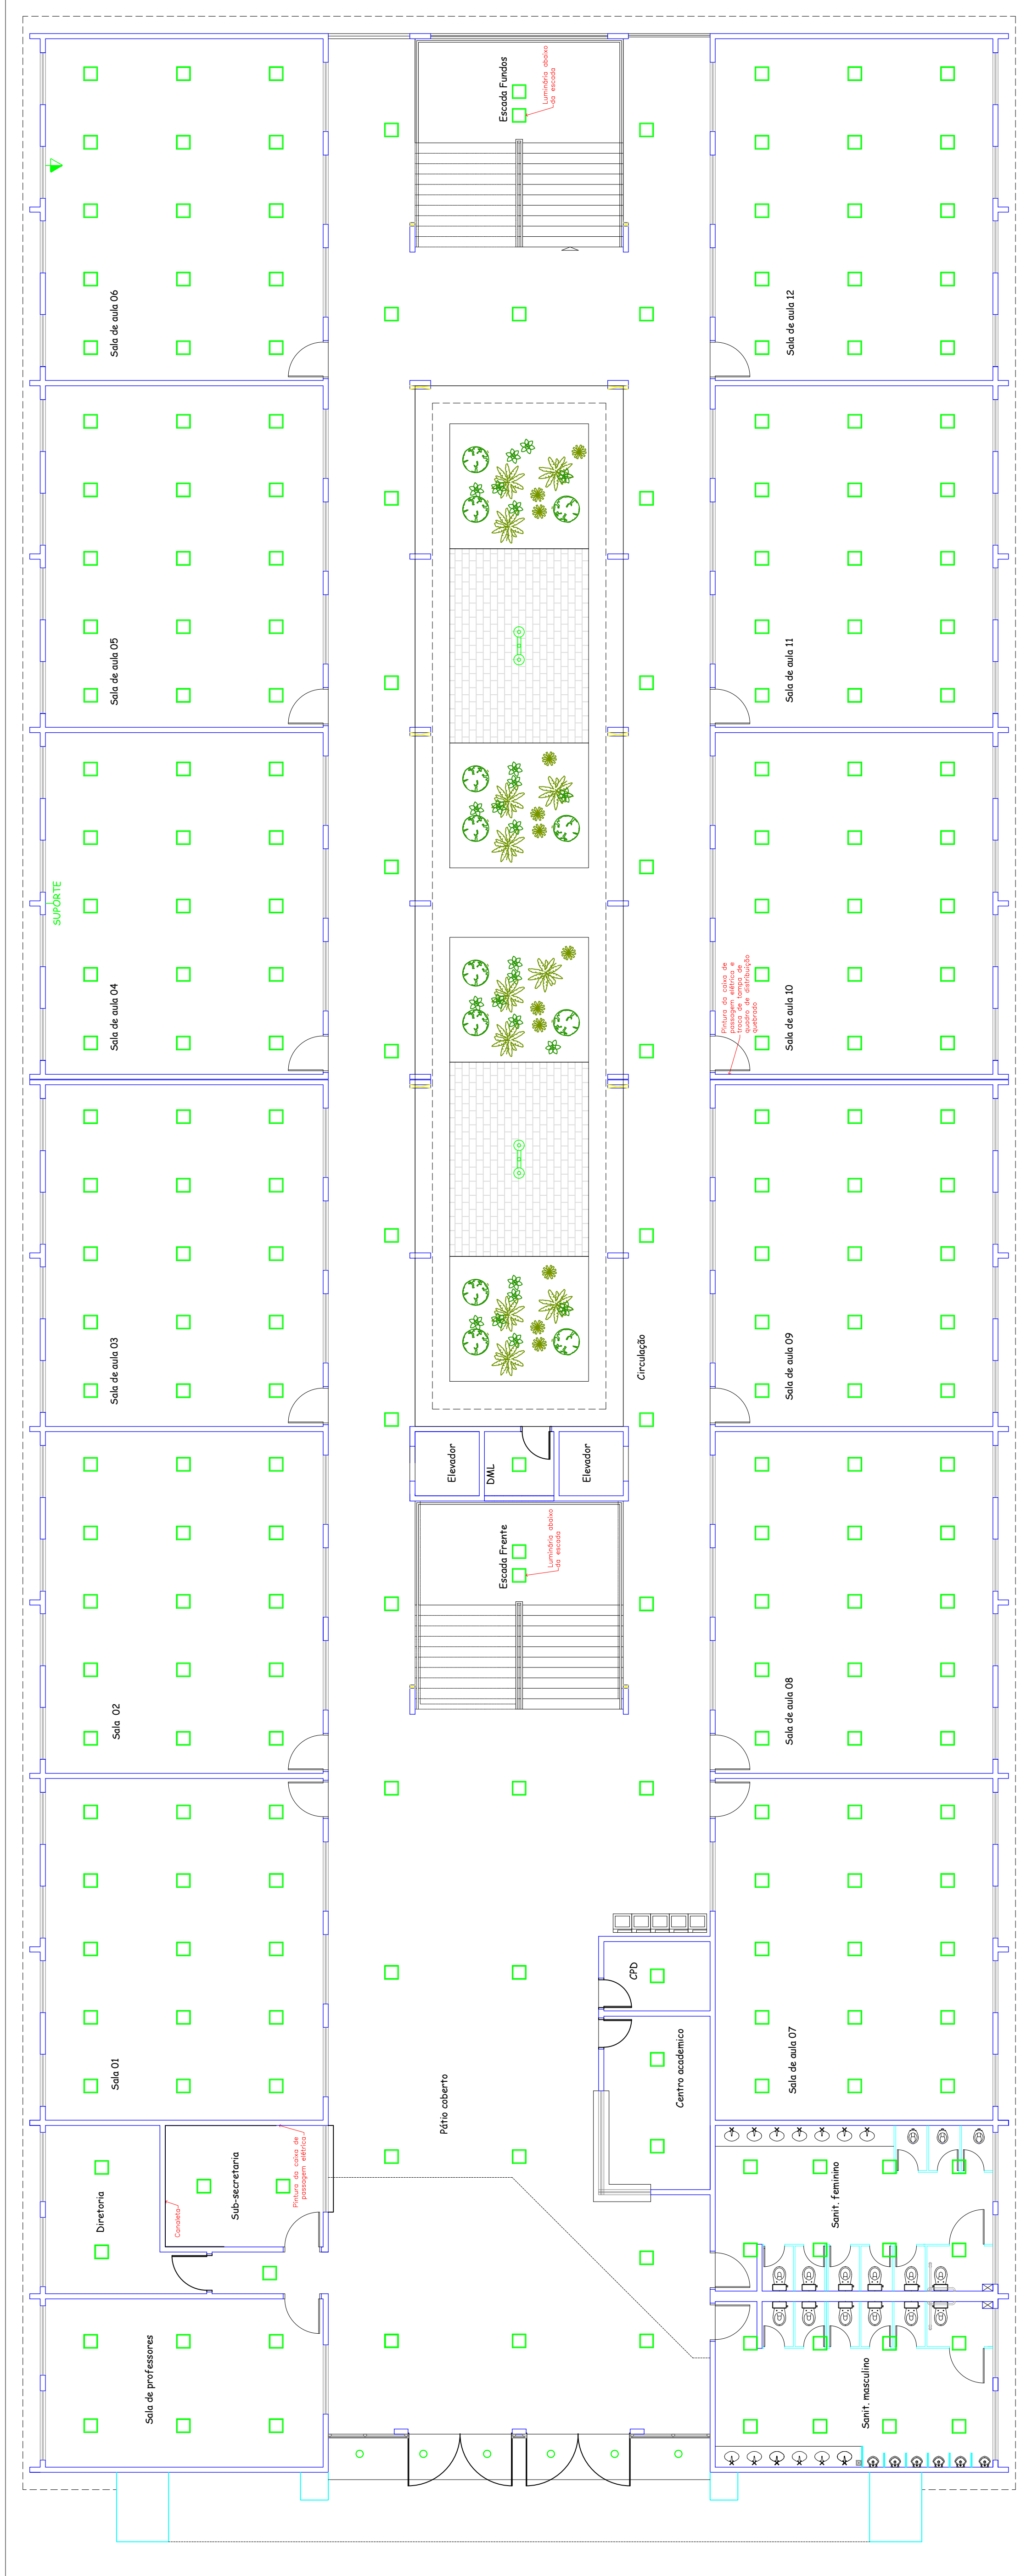 Escada Fundos
Luminária abaixo
da escada
Sala de aula 06
Sala de aula 12
Sala de aula 05
Sala de aula 11
SUPORTE
Sala de aula 04
Pintura da caixa de
passagem elétrica e
troca de tampa de
quadro de distribuição
quebrado
Sala de aula 10
Sala de aula 03
Circulação
Sala de aula 09
Elevador
DML
Elevador
Escada Frente
Luminária abaixo
da escada
Sala 02
Sala de aula 08
CPD
Sala 01
Pátio coberto
Centro academico
Sala de aula 07
Diretoria
Canaleta
Sub-secretaria
Pintura da caixa de
passagem elétrica
Sanit. feminino
Sala de professores
Sanit. masculino